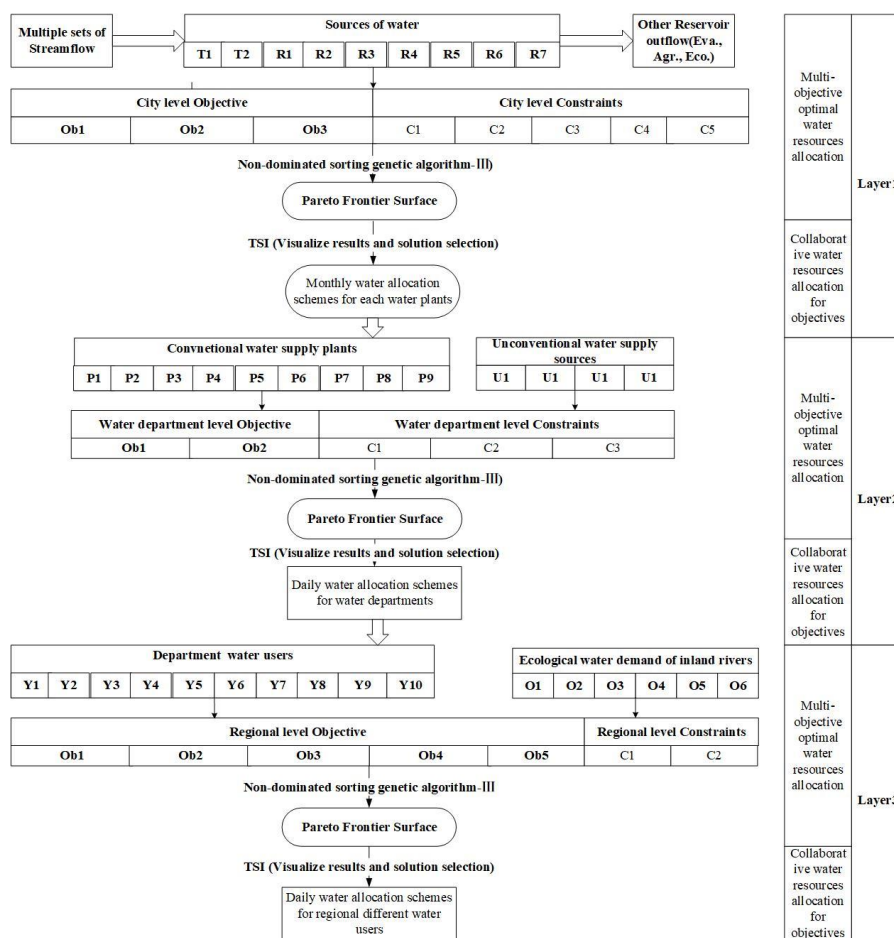 Multiple sets of
Streamflow
Sources of water
T1 T2 R1 R2 R3 R4 R5 R6 R7
Other Reservoir
outflow(Eva.,
Agr., Eco.)
City level Objective
City level Constraints
Ob1 Ob2 Ob3 C1 C2 C3 C4 C5
Non-dominated sorting genetic algorithm-III)
Pareto Frontier Surface
TSI (Visualize results and solution selection)
Monthly water allocation
schemes for each water plants
Multi-
objective
optimal
water
resources
allocation
Collaborat
ive water
resources
allocation
for
objectives
Layer1
Convnetional water supply plants
P1 P2 P3 P4 P5 P6 P7 P8 P9
Unconventional water supply
sources
U1 U1 U1 U1
Water department level Objective
Water department level Constraints
Ob1 Ob2 C1 C2 C3
Non-dominated sorting genetic algorithm-III)
Pareto Frontier Surface
TSI (Visualize results and solution selection)
Daily water allocation schemes
for water departments
Multi-
objective
optimal
water
resources
allocation
Collaborat
ive water
resources
allocation
for
objectives
Layer2
Department water users
Y1 Y2 Y3 Y4 Y5 Y6 Y7 Y8 Y9 Y10
Ecological water demand of inland rivers
O1 O2 O3 O4 O5 O6
Regional level Objective
Regional level Constraints
Ob1 Ob2 Ob3 Ob4 Ob5 C1 C2
Non-dominated sorting genetic algorithm-III
Pareto Frontier Surface
TSI (Visualize results and solution selection)
Daily water allocation schemes
for regional different water
users
Multi-
objective
optimal
water
resources
allocation
Collaborat
ive water
resources
allocation
for
objectives
Layer3